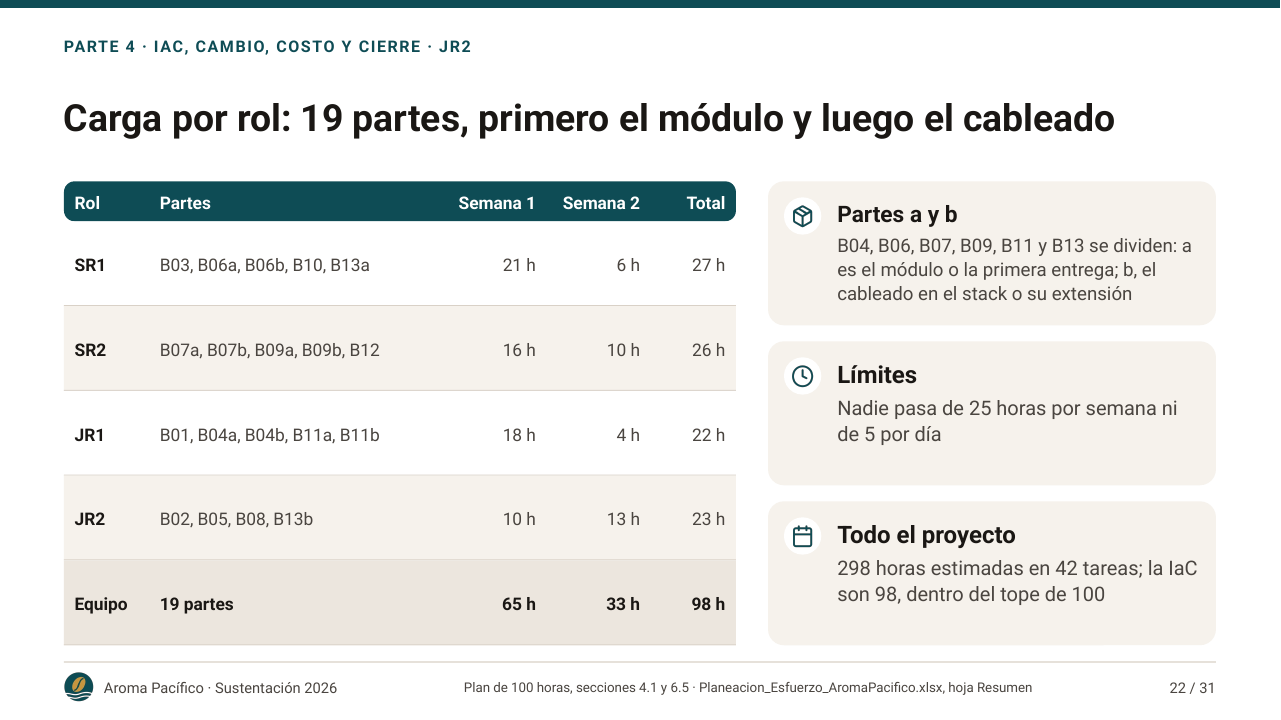 PARTE 4 · IAC, CAMBIO, COSTO Y CIERRE · JR2
Carga por rol: 19 partes, primero el módulo y luego el cableado
Rol Partes Semana 1 Semana 2 Total
SR1 B03, B06a, B06b, B10, B13a 21 h 6 h 27 h
SR2 B07a, B07b, B09a, B09b, B12 16 h 10 h 26 h
JR1 B01, B04a, B04b, B11a, B11b 18 h 4 h 22 h
JR2 B02, B05, B08, B13b 10 h 13 h 23 h
Equipo 19 partes 65 h 33 h 98 h
Partes a y b
B04, B06, B07, B09, B11 y B13 se dividen: a
es el módulo o la primera entrega; b, el
cableado en el stack o su extensión
Límites
Nadie pasa de 25 horas por semana ni
de 5 por día
Todo el proyecto
298 horas estimadas en 42 tareas; la IaC
son 98, dentro del tope de 100
Aroma Pacífico · Sustentación 2026
Plan de 100 horas, secciones 4.1 y 6.5 · Planeacion_Esfuerzo_AromaPacifico.xlsx, hoja Resumen
22 / 31